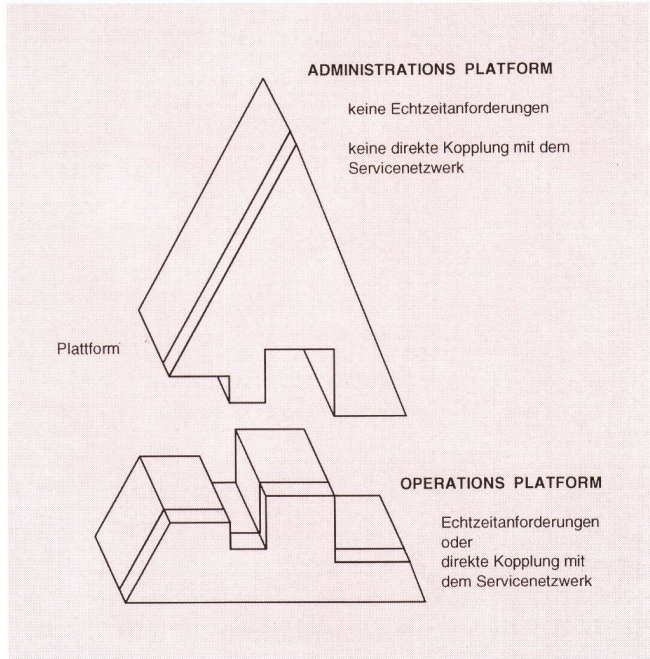 ADMINISTRATIONS PLATFORM
keine Echtzeitanforderungen
keine direkte Kopplung mit dem
Servicenetzwerk
Plattform
OPERATIONS PLATFORM
Echtzeitanforderungen
oder
direkte Kopplung mit
dem Servicenetzwerk